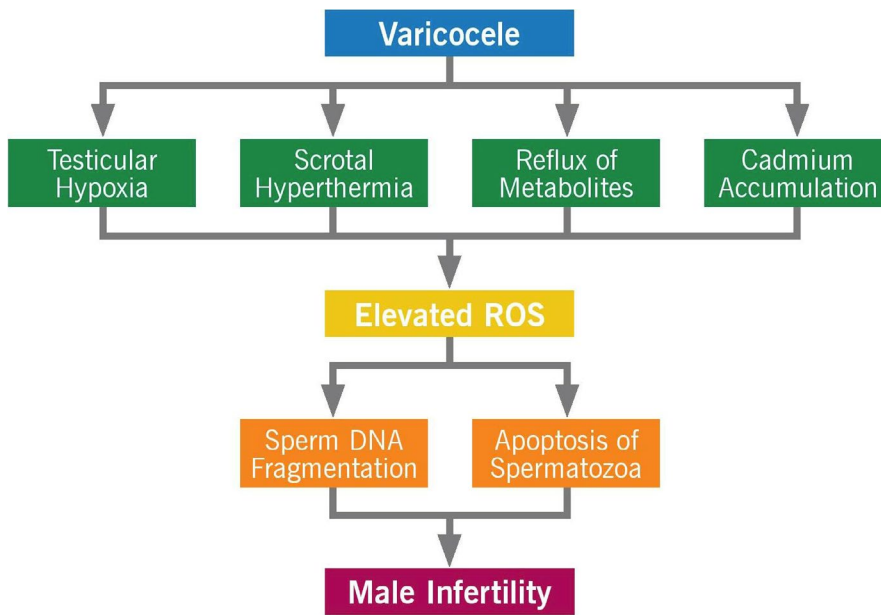 Varicocele
Testicular
Hypoxia
Scrotal
Hyperthermia
Reflux of
Metabolites
Cadmium
Accumulation
Elevated ROS
Sperm DNA
Fragmentation
Apoptosis of
Spermatozoa
Male Infertility